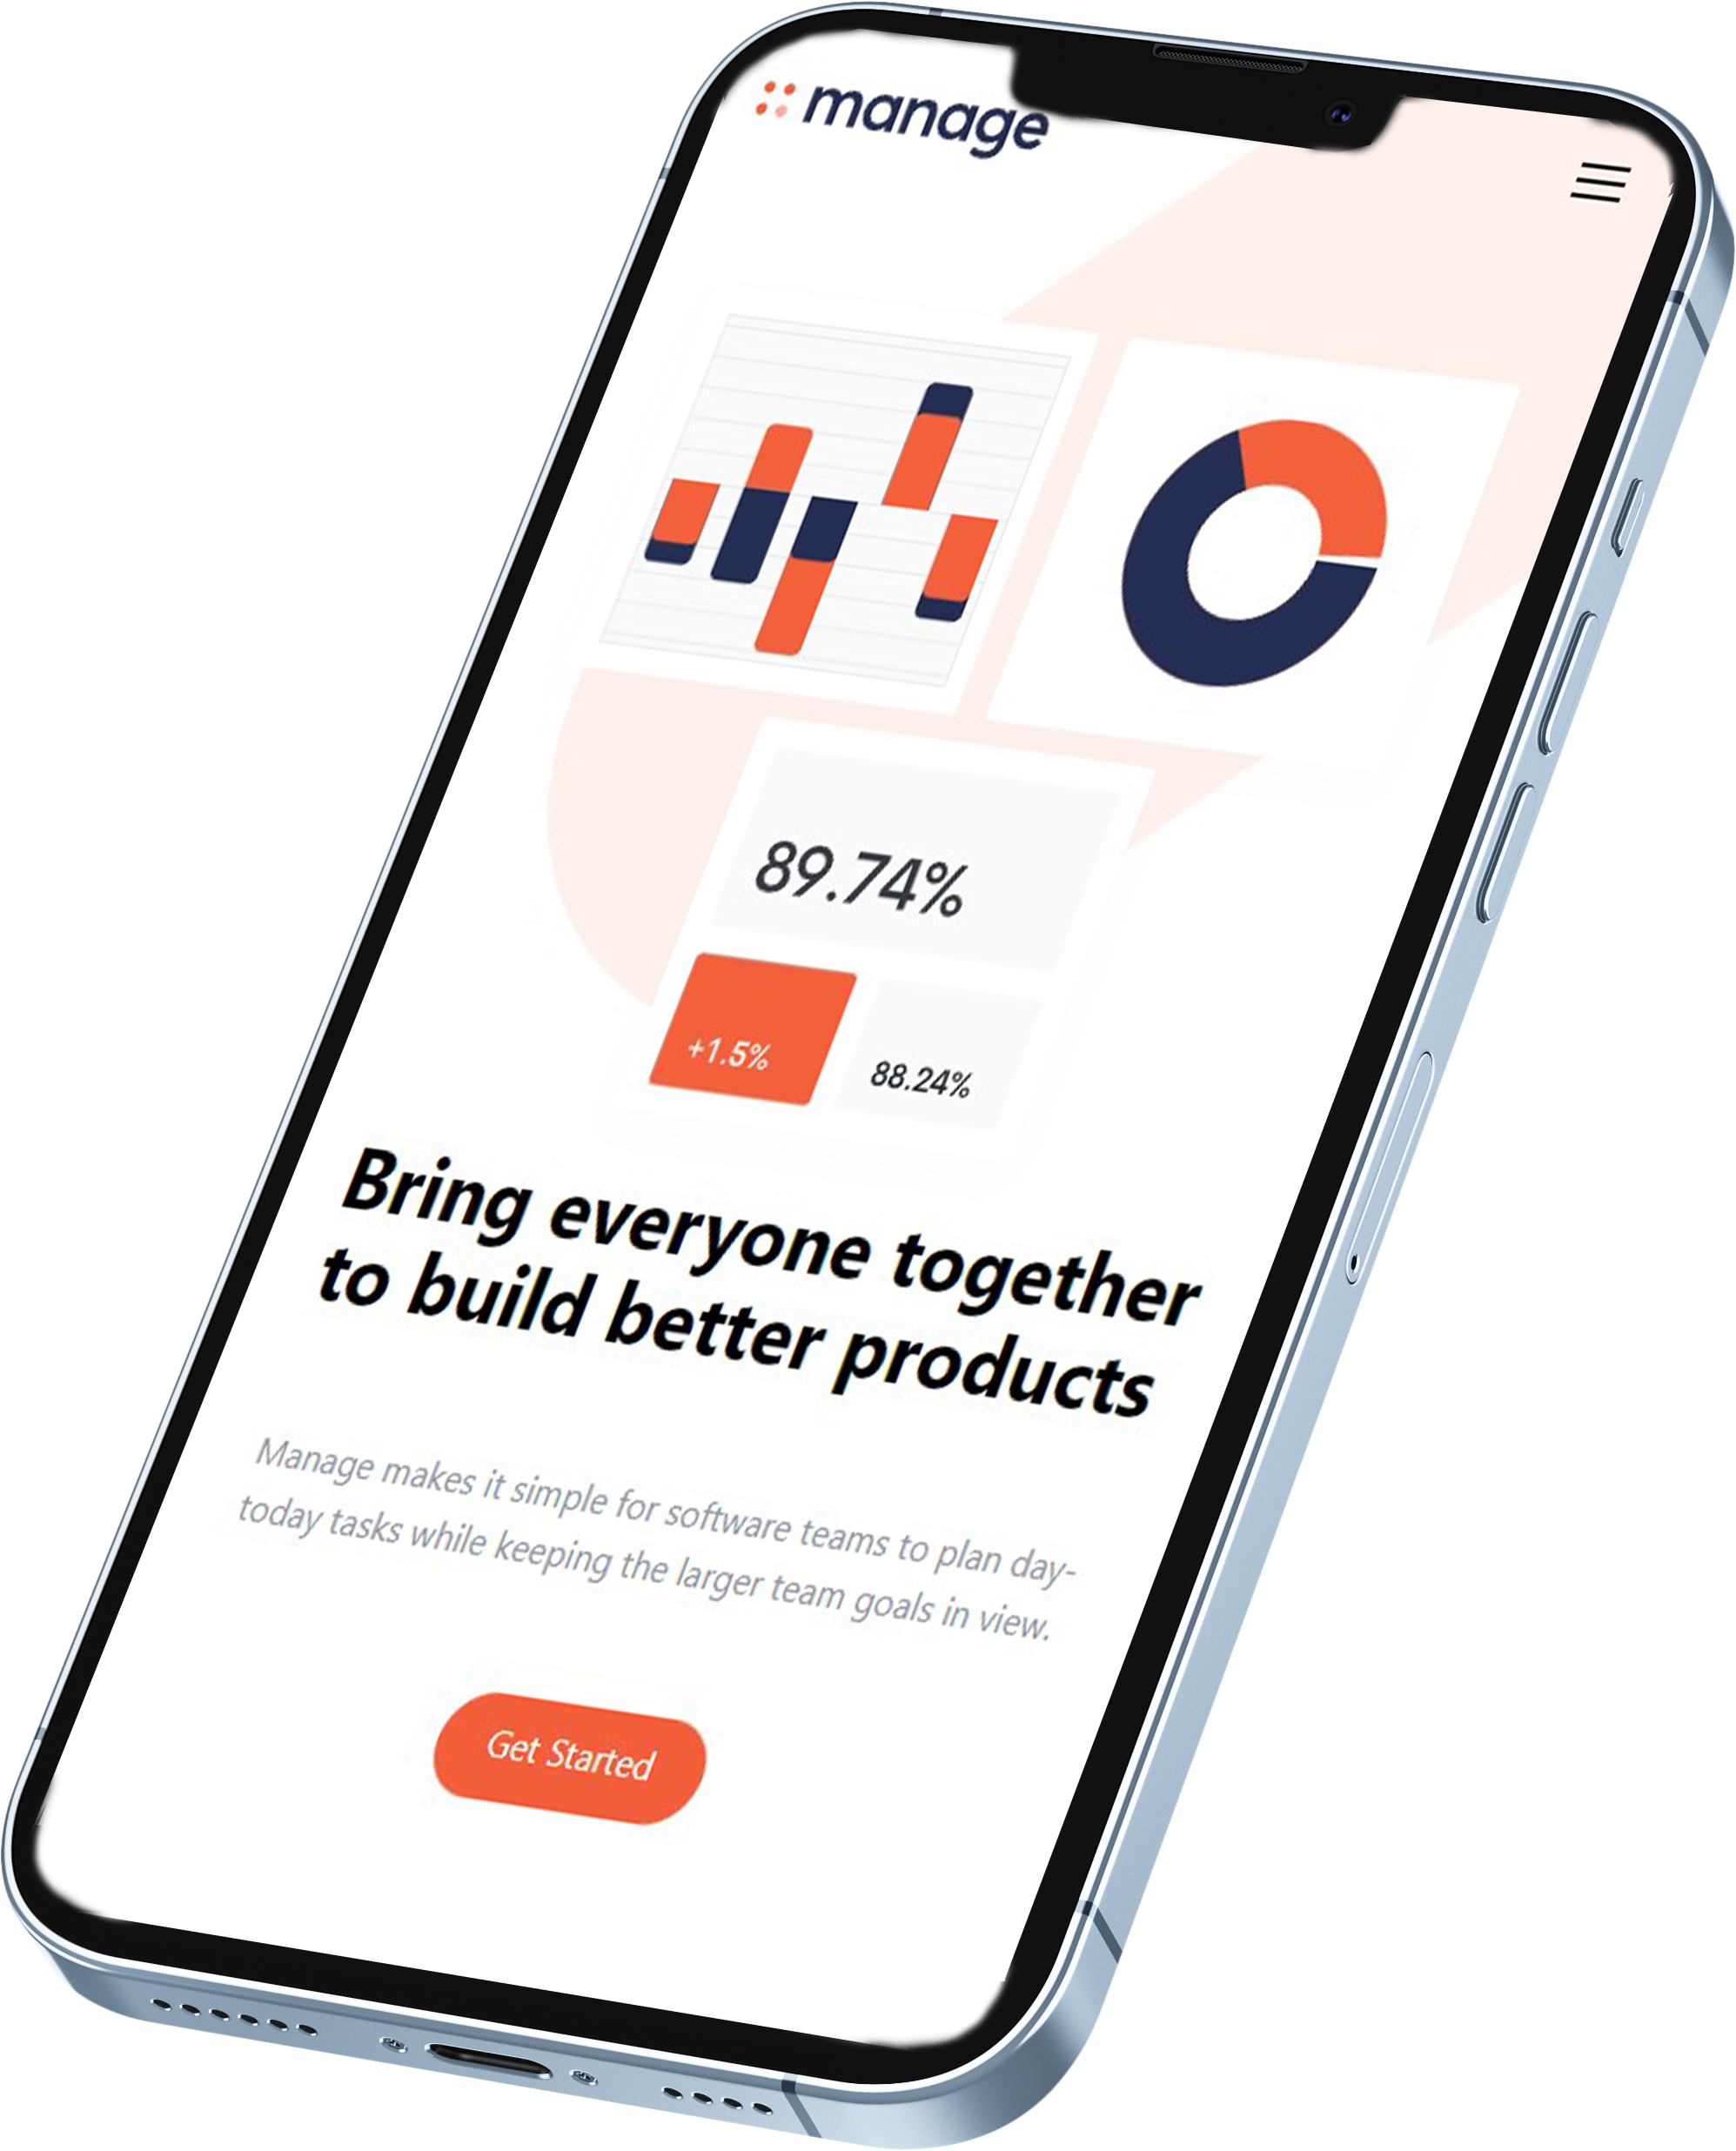 manage
89.74%
+1.5%
88.24%
Bring everyone together
to build better products
Manage makes it simple for software teams to plan day-
today tasks while keeping the larger team goals in view.
Get Started